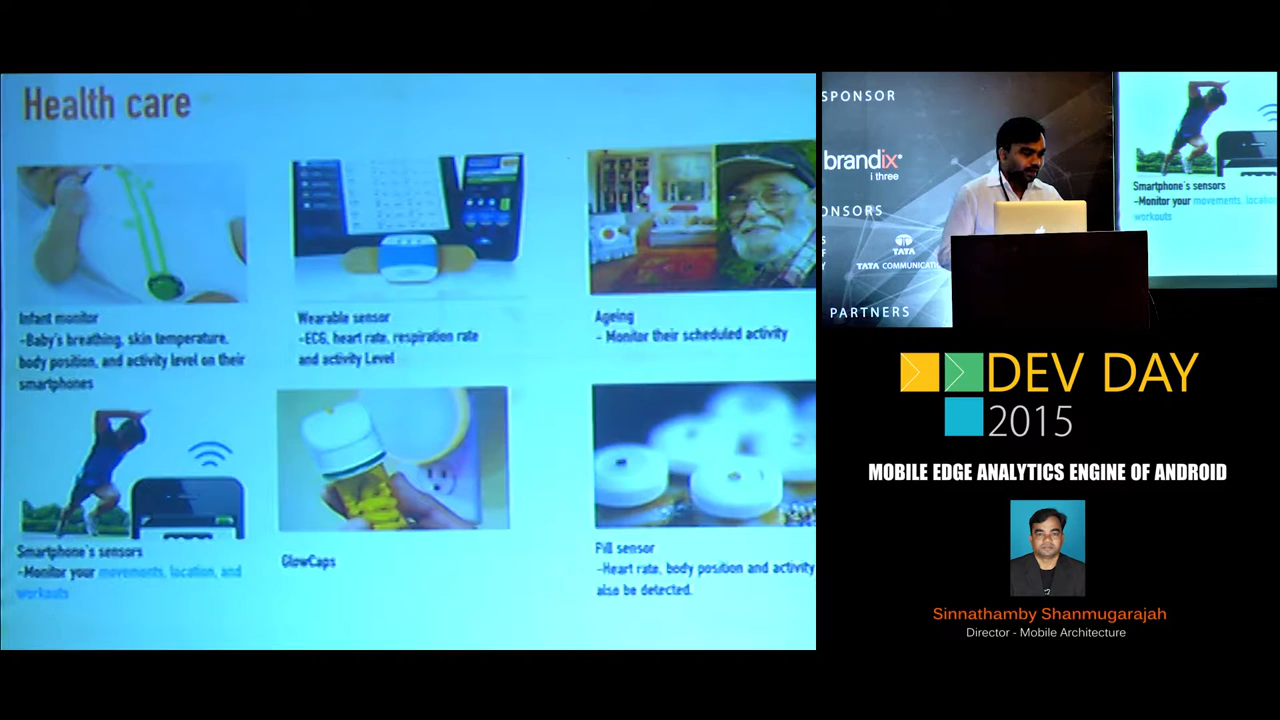 Health care
Infant monitor
-Baby's breathing, skin temperature,
body position, and activity level on their
smartphones
Wearable sensor
-ECG, heart rate, respiration rate
and activity Level
Ageing
- Monitor their scheduled activity
Smartphone's sensors
-Monitor your movements, location, and
workouts
GlowCaps
Pill sensor
-Heart rate, body position and activity
also be detected.
SPONSOR
brandix
i three
ONSORS
TATA
TATA COMMUNICATI
PARTNERS
Smartphone's sensors
-Monitor your movements, locatio
workouts
DEV DAY
2015
MOBILE EDGE ANALYTICS ENGINE OF ANDROID
Sinnathamby Shanmugarajah
Director - Mobile Architecture